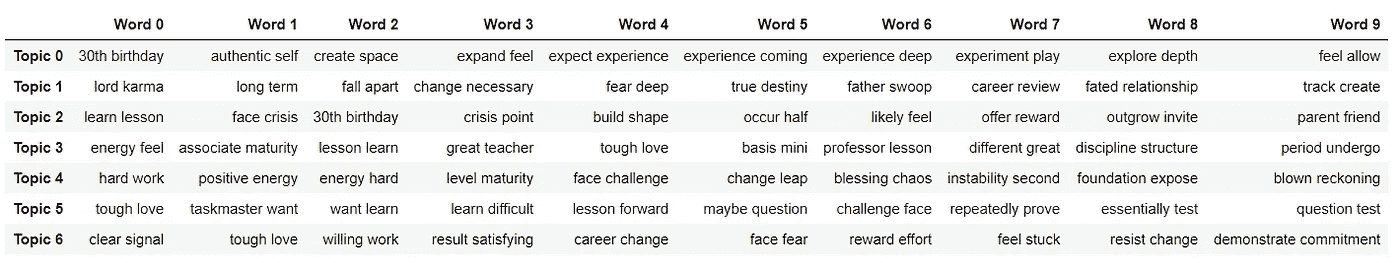 Word 0 Word 1 Word 2 Word 3 Word 4 Word 5 Word 6 Word 7 Word 8 Word 9
Topic 0 30th birthday authentic self create space expand feel expect experience experience coming experience deep experiment play explore depth feel allow
Topic 1 lord karma long term fall apart change necessary fear deep true destiny father swoop career review fated relationship track create
Topic 2 learn lesson face crisis 30th birthday crisis point build shape occur half likely feel offer reward outgrow invite parent friend
Topic 3 energy feel associate maturity lesson learn great teacher tough love basis mini professor lesson different great discipline structure period undergo
Topic 4 hard work positive energy energy hard level maturity face challenge change leap blessing chaos instability second foundation expose blown reckoning
Topic 5 tough love taskmaster want want learn learn difficult lesson forward maybe question challenge face repeatedly prove essentially test question test
Topic 6 clear signal tough love willing work result satisfying career change face fear reward effort feel stuck resist change demonstrate commitment